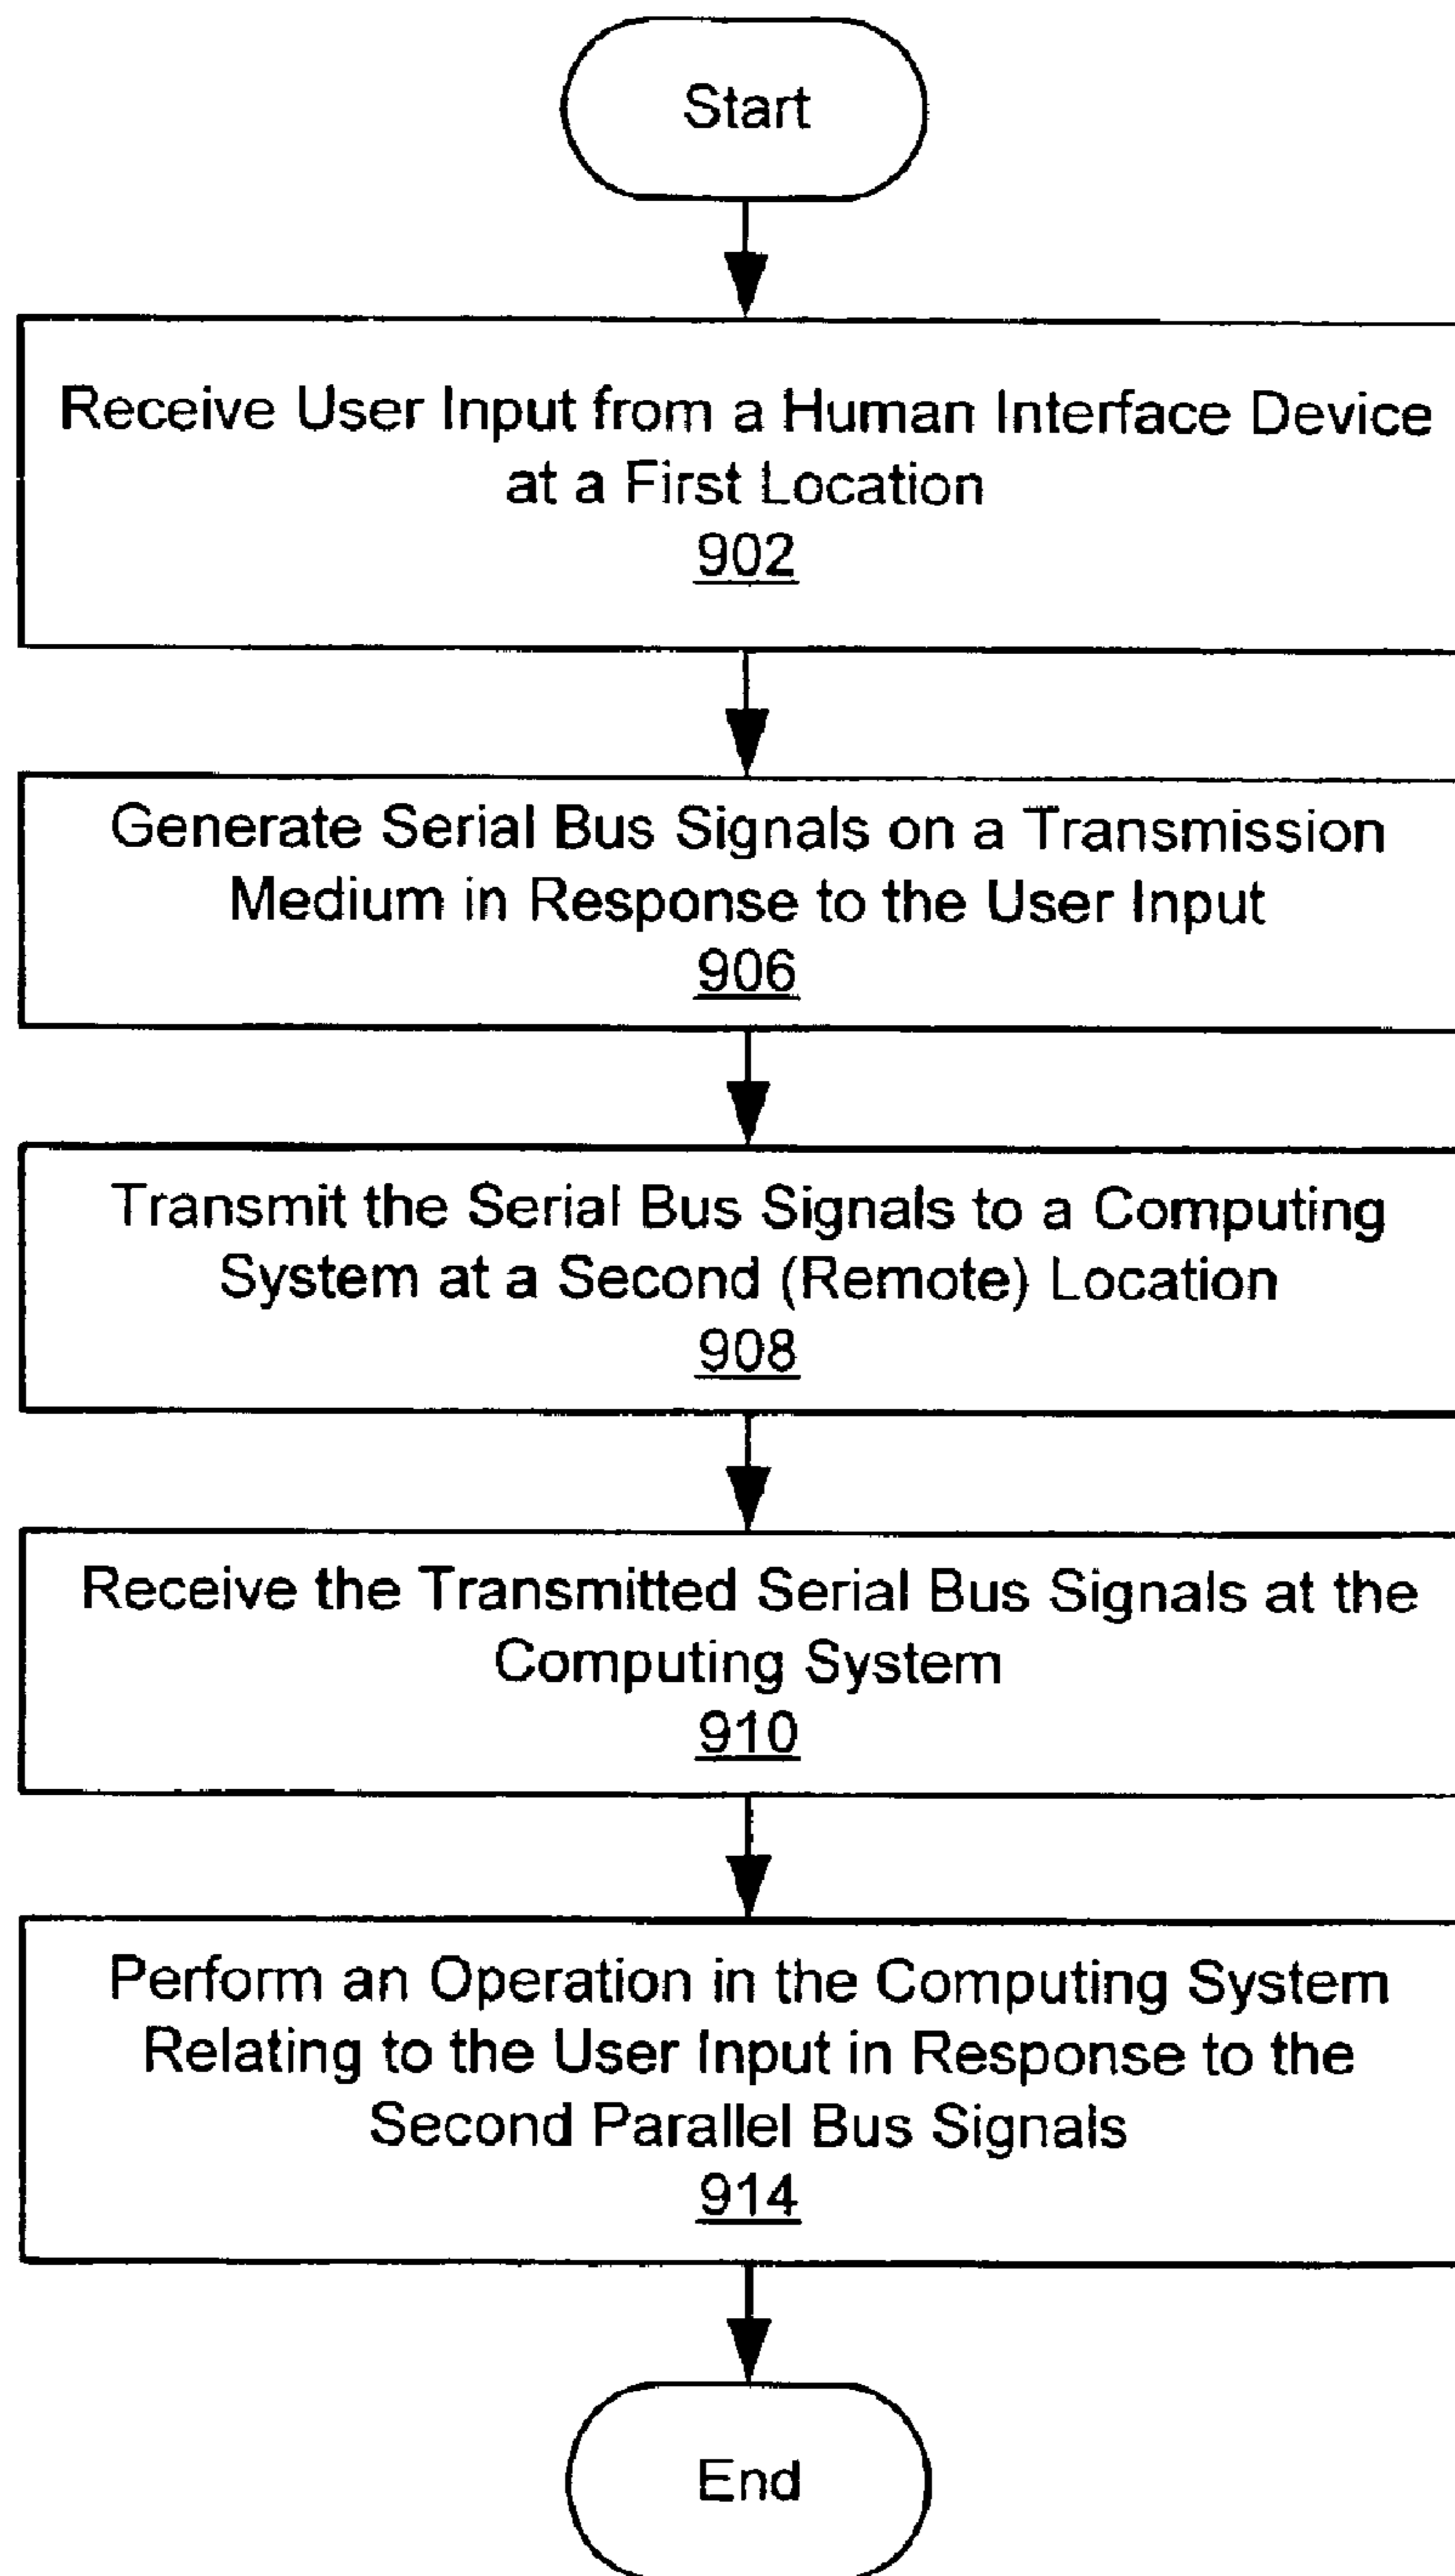 Start
Receive User Input from a Human Interface Device
at a First Location
902
Generate Serial Bus Signals on a Transmission
Medium in Response to the User Input
906
Transmit the Serial Bus Signals to a Computing
System at a Second (Remote) Location
908
Receive the Transmitted Serial Bus Signals at the
Computing System
910
Perform an Operation in the Computing System
Relating to the User Input in Response to the
Second Parallel Bus Signals
914
End